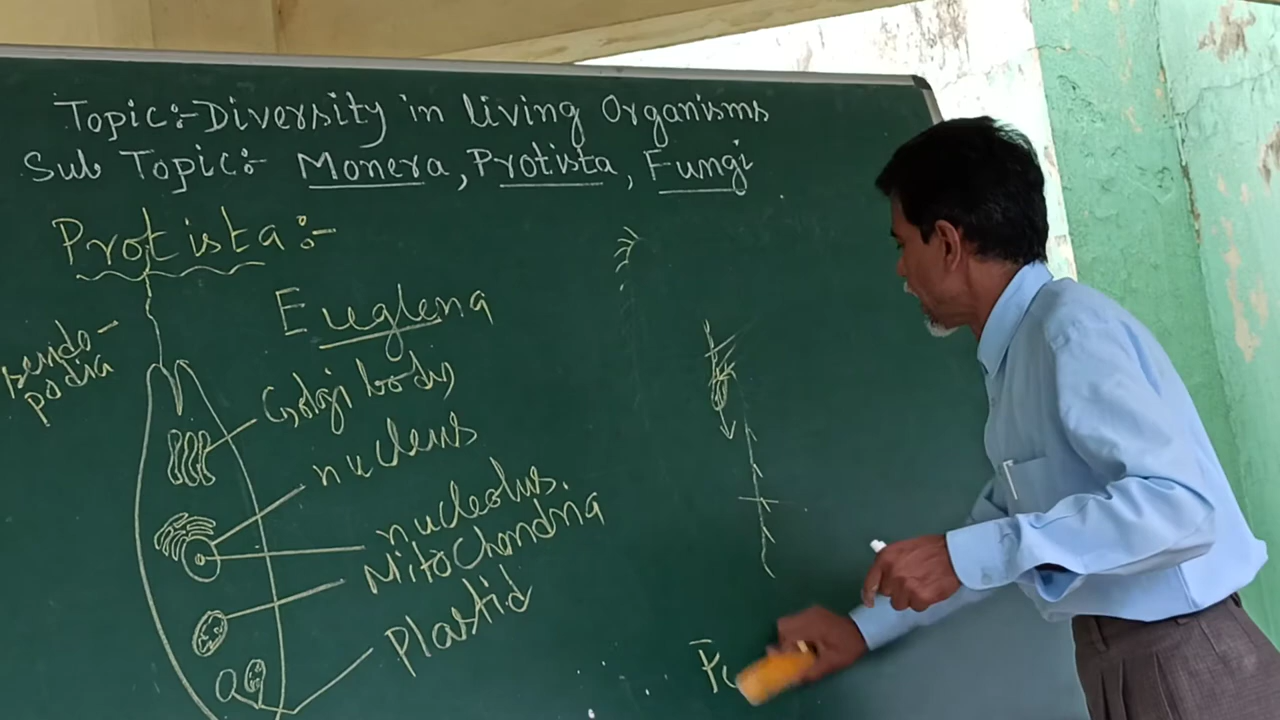 Topic:- Diversity in living Organisms
Sub Topic:- Monera, Protista, Fungi
Protista:-
Euglena
podia
Golgi body
nucleus
nucleolus.
Mitochondria
Plastid